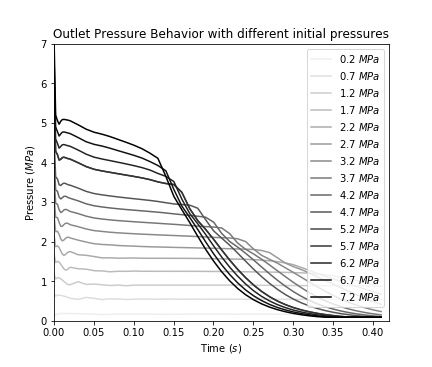 Outlet Pressure Behavior with different initial pressures
7
6
5
4
3
2
1
0
Pressure (MPa)
0.2 MPa
0.7 MPa
1.2 MPa
1.7 MPa
2.2 MPa
2.7 MPa
3.2 MPa
3.7 MPa
4.2 MPa
4.7 MPa
5.2 MPa
5.7 MPa
6.2 MPa
6.7 MPa
7.2 MPa
0.00 0.05 0.10 0.15 0.20 0.25 0.30 0.35 0.40
Time (s)